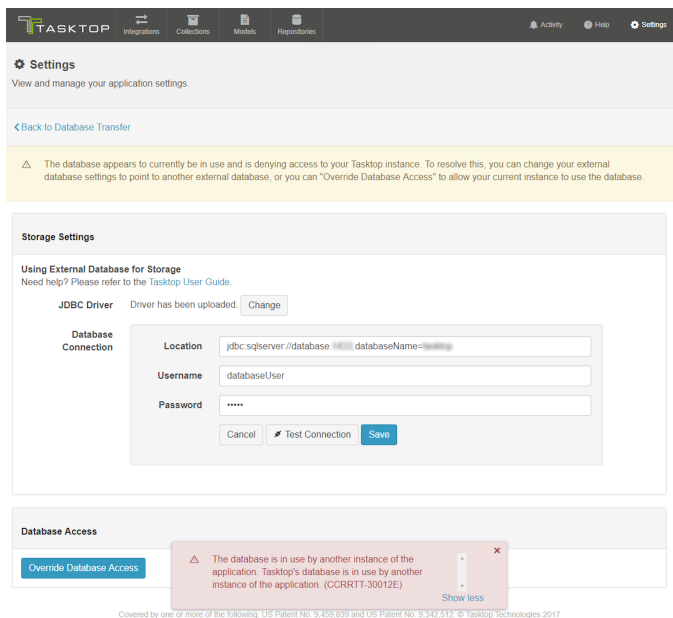 TASKTOP
Integrations
Collections
Models
Repositories
Activity
Help
Settings
Settings
View and manage your application settings.
Back to Database Transfer
The database appears to currently be in use and is denying access to your Tasktop instance. To resolve this, you can change your external
database settings to point to another external database, or you can "Override Database Access" to allow your current instance to use the database.
Storage Settings
Using External Database for Storage
Need help? Please refer to the Tasktop User Guide.
JDBC Driver Driver has been uploaded. Change
Database
Connection
Location jdbc:sqlserver://database: databaseName=
Username databaseUser
Password •••••
Cancel Test Connection Save
Database Access
Override Database Access
The database is in use by another instance of the
application. Tasktop's database is in use by another
instance of the application. (CCRRTT-30012E)
Show less
Covered by one or more of the following: US Patent No. 9,459,839 and US Patent No. 9,342,512. © Tasktop Technologies 2017